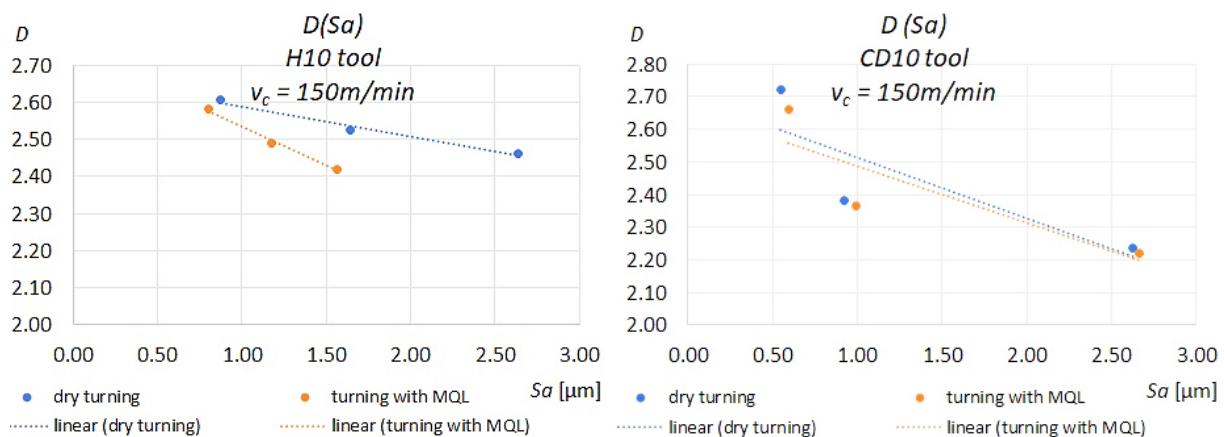 D(Sa)
H10 tool
v_c = 150m/min
D
2.70
2.60
2.50
2.40
2.30
2.20
2.10
2.00
0.00 0.50 1.00 1.50 2.00 2.50 3.00
Sa [µm]
dry turning
turning with MQL
linear (dry turning)
linear (turning with MQL)
D (Sa)
CD10 tool
v_c = 150m/min
D
2.80
2.70
2.60
2.50
2.40
2.30
2.20
2.10
2.00
0.00 0.50 1.00 1.50 2.00 2.50 3.00
Sa [µm]
dry turning
turning with MQL
linear (dry turning)
linear (turning with MQL)